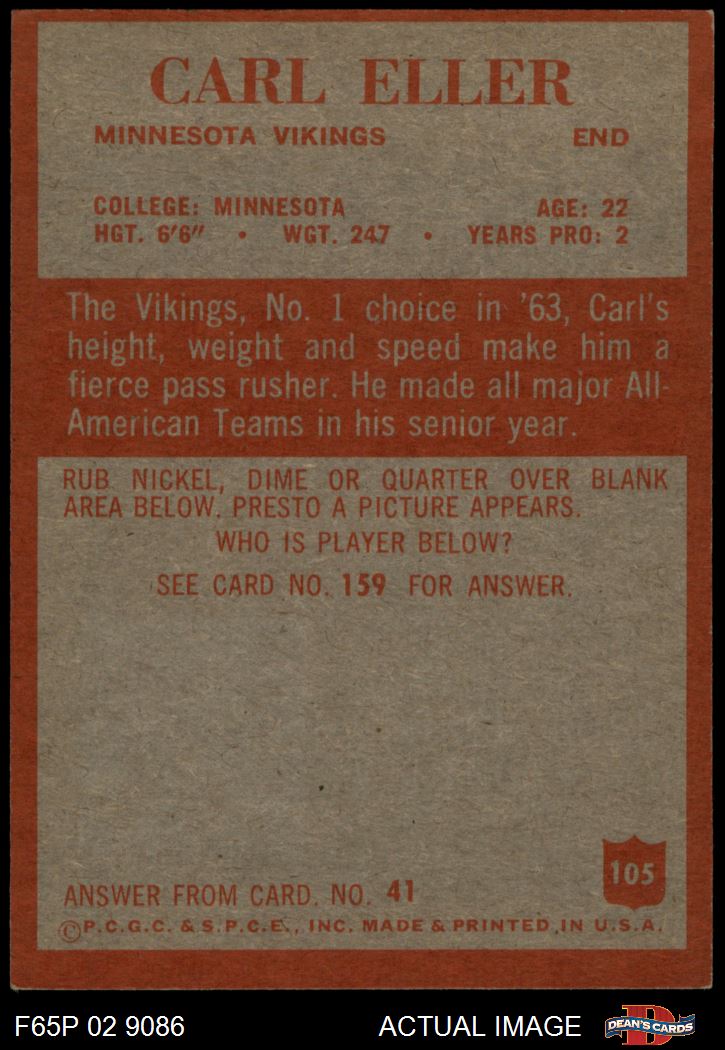 CARL ELLER
MINNESOTA VIKINGS END
COLLEGE: MINNESOTA AGE: 22
HGT. 6'6" • WGT. 247 • YEARS PRO: 2
The Vikings, No. 1 choice in '63, Carl's
height, weight and speed make him a
fierce pass rusher. He made all major All-
American Teams in his senior year.
RUB NICKEL, DIME OR QUARTER OVER BLANK
AREA BELOW. PRESTO A PICTURE APPEARS.
WHO IS PLAYER BELOW?
SEE CARD NO. 159 FOR ANSWER.
105
ANSWER FROM CARD. NO. 41
©P.C.G.C. & S.P.C.E., INC. MADE & PRINTED IN U.S.A.
F65P 02 9086 ACTUAL IMAGE
D
DEAN'S CARDS